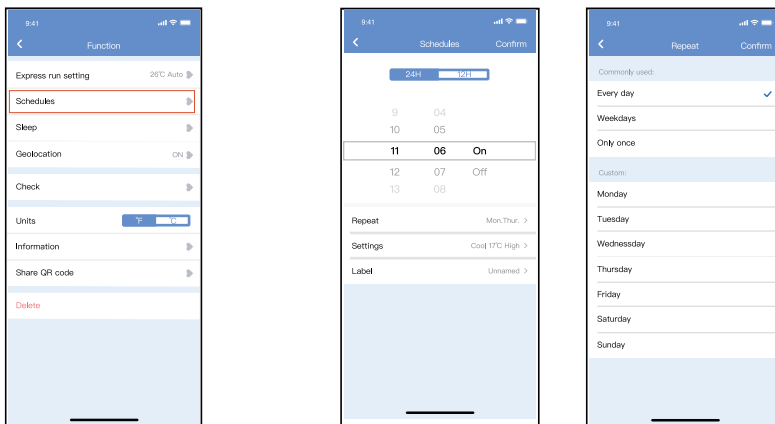 9:41
Function
Express run setting 26℃ Auto
Schedules
Sleep
Geolocation ON
Check
Units ℉ ℃
Information
Share QR code
Delete
9:41
Schedules Confirm
24H 12H
9 04
10 05
11 06 On
12 07 Off
13 08
Repeat Mon.Thur. >
Settings Cool 17℃ High >
Label Unnamed >
9:41
Repeat Confirm
Commonly used:
Every day
Weekdays
Only once
Custom:
Monday
Tuesday
Wednessday
Thursday
Friday
Saturday
Sunday